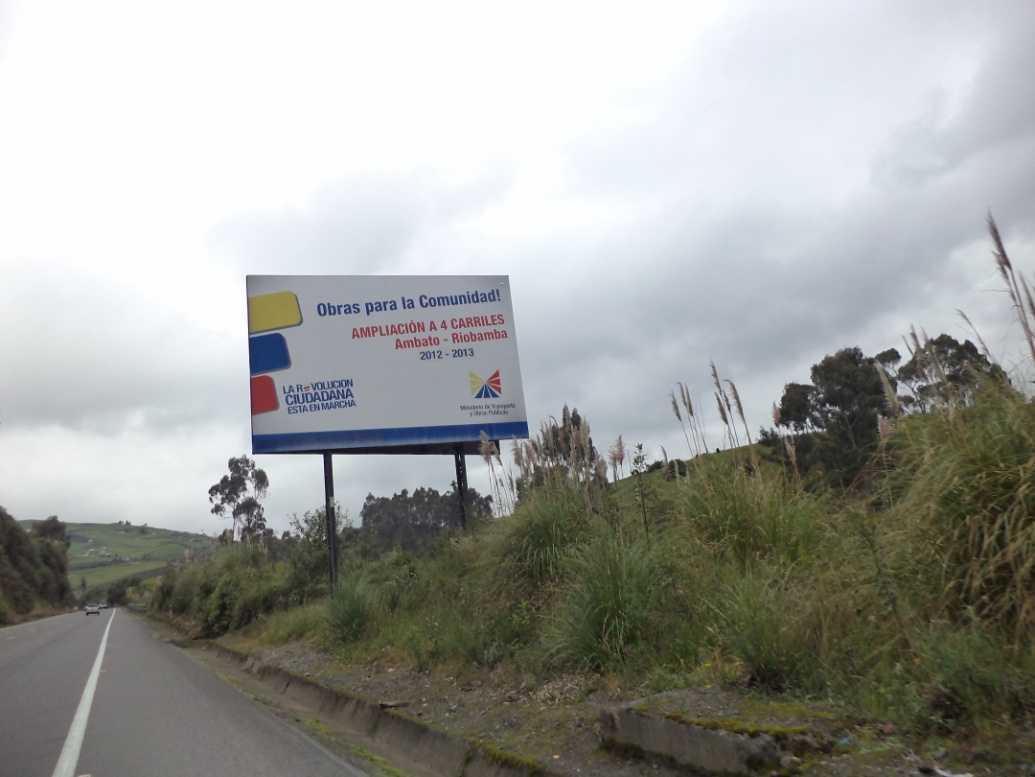 Obras para la Comunidad!
AMPLIACIÓN A 4 CARRILES
Ambato - Riobamba
2012 - 2013
LA REVOLUCION
CIUDADANA
ESTA EN MARCHA
Ministerio de Transporte
y Obras Públicas